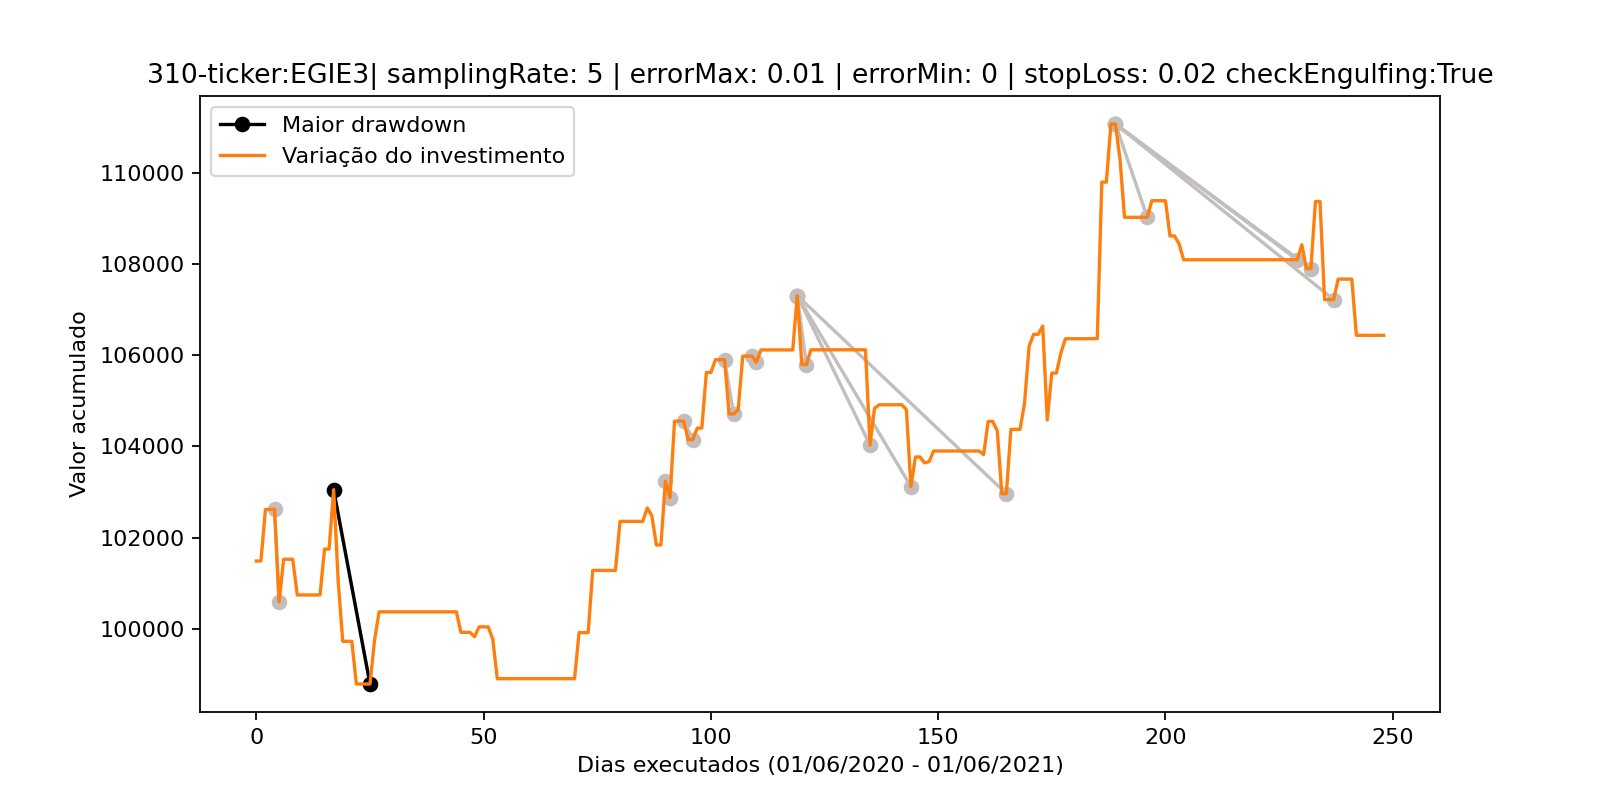 310-ticker:EGIE3| samplingRate: 5 | errorMax: 0.01 | errorMin: 0 | stopLoss: 0.02 checkEngulfing:True
Maior drawdown
Variação do investimento
Valor acumulado
110000
108000
106000
104000
102000
100000
0 50 100 150 200 250
Dias executados (01/06/2020 - 01/06/2021)